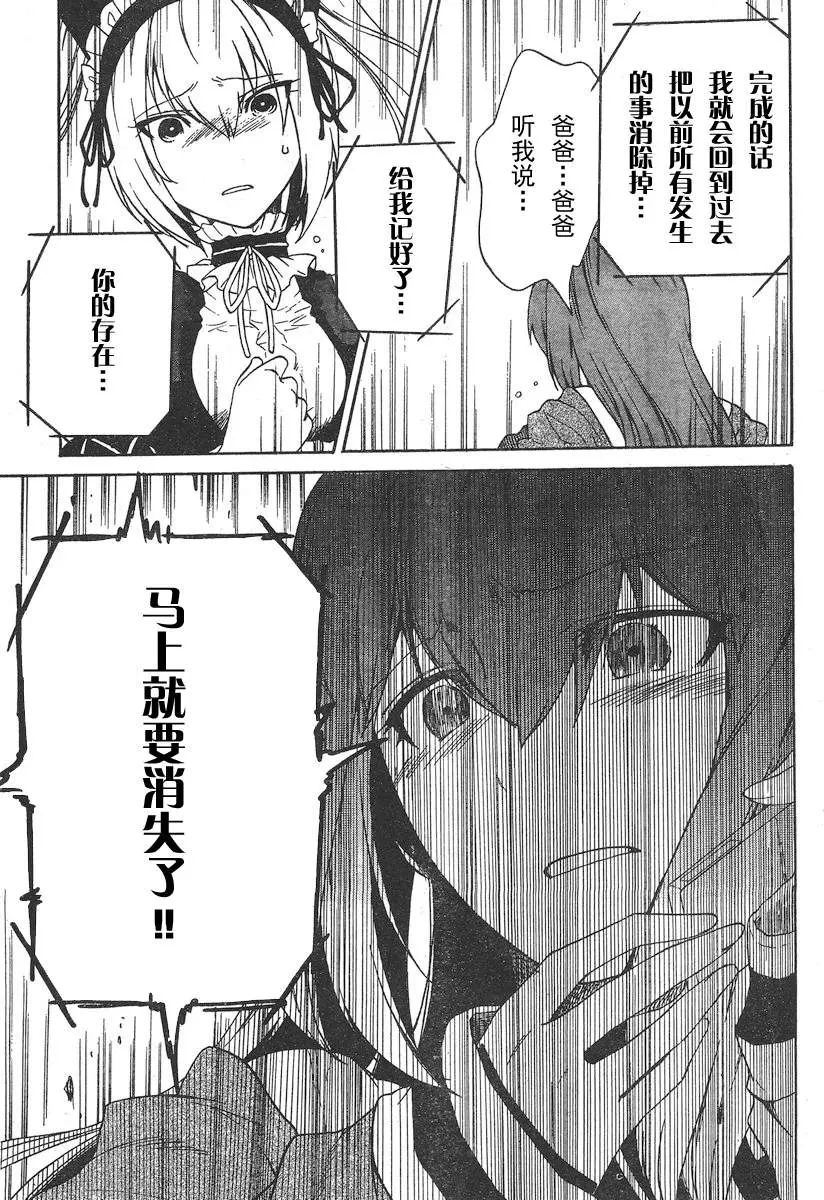 完成的话
我就会回到过去
把以前所有发生
的事消除掉…
爸爸…爸爸
听我说…
给我记好了…
你的存在…
马上就要消失了!!